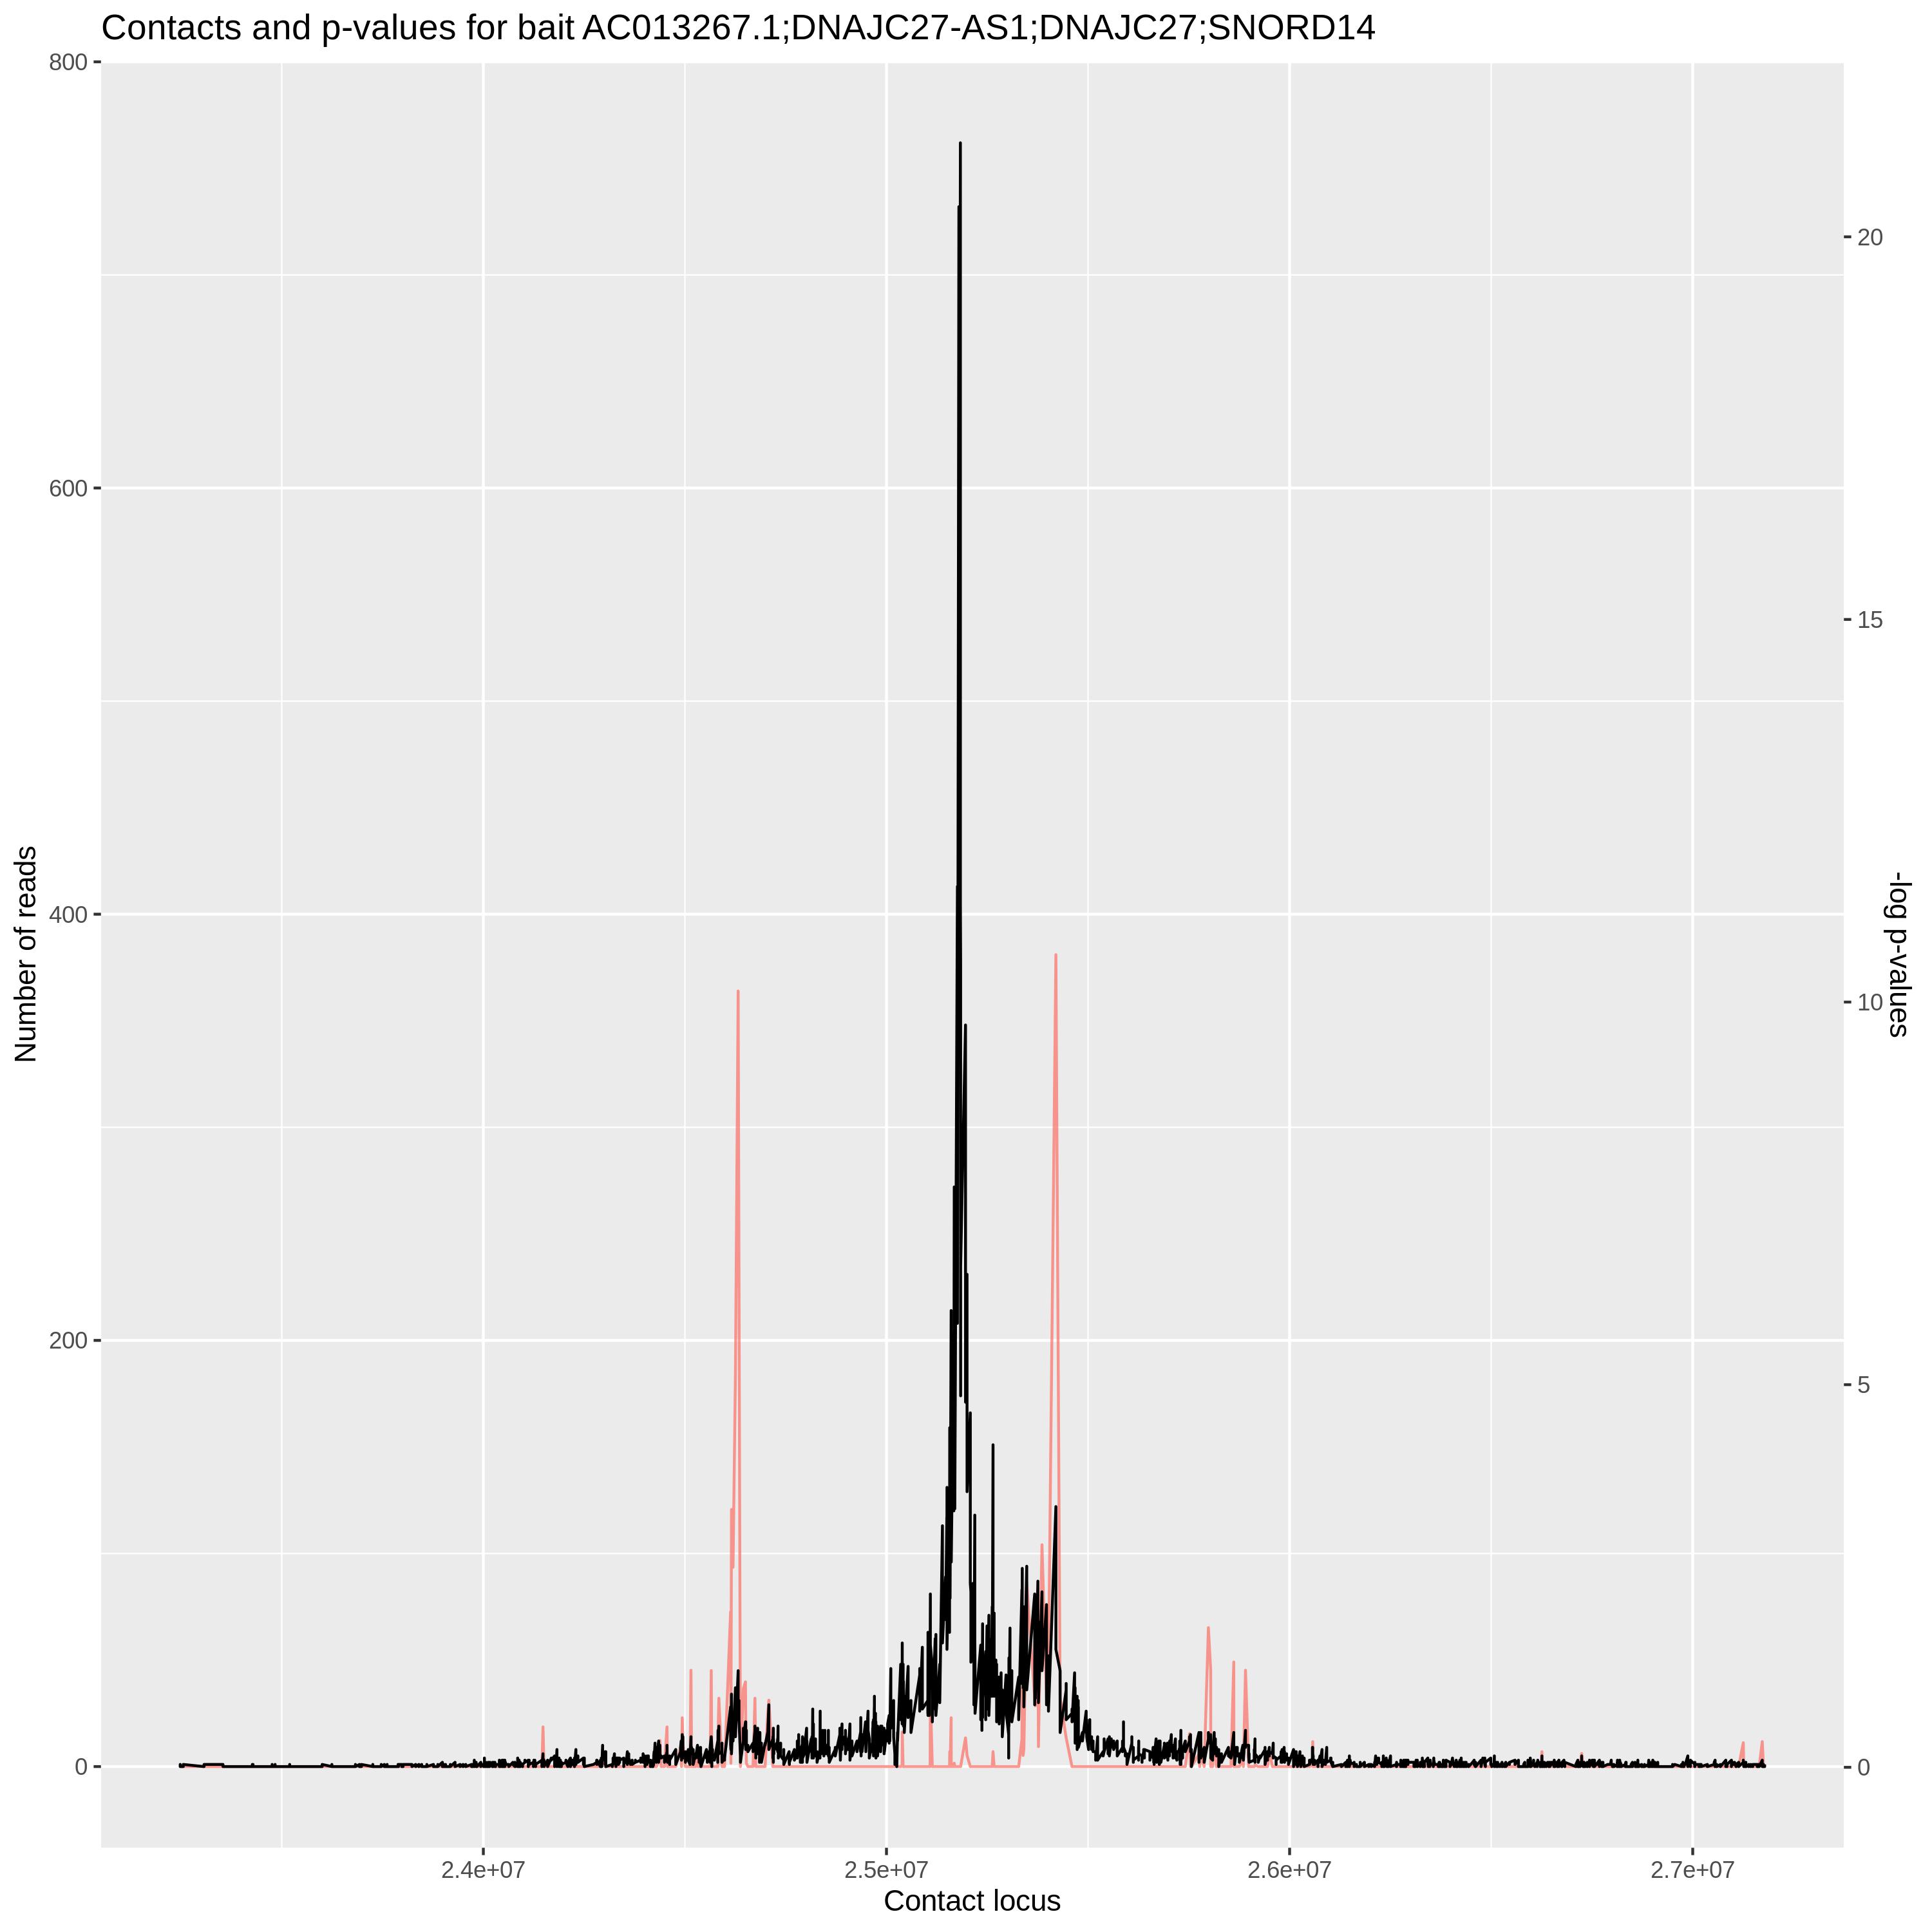 Contacts and p-values for bait AC013267.1;DNAJC27-AS1;DNAJC27;SNORD14
800
600
400
200
0
Number of reads
20
15
10
5
0
-log p-values
2.4e+07 2.5e+07 2.6e+07 2.7e+07
Contact locus